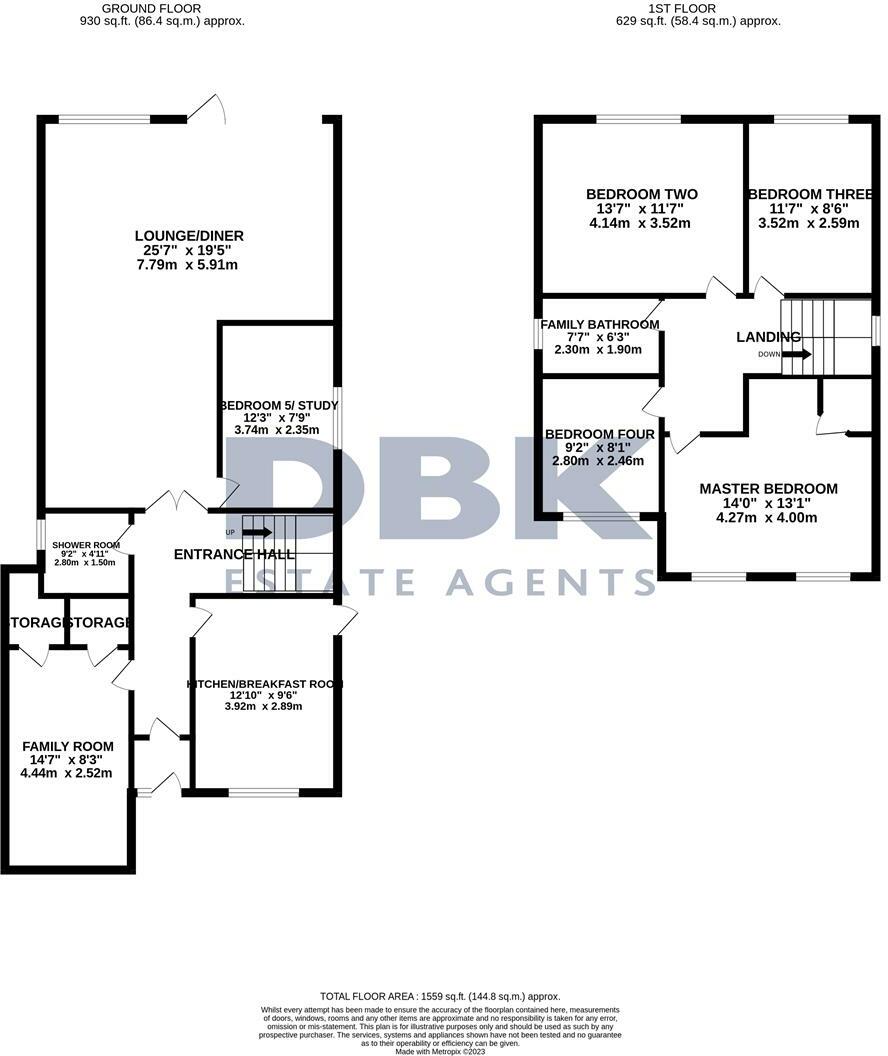 GROUND FLOOR
930 sq.ft. (86.4 sq.m.) approx.
1ST FLOOR
629 sq.ft. (58.4 sq.m.) approx.
LOUNGE/DINER
25'7" x 19'5"
7.79m x 5.91m
BEDROOM 5/ STUDY
12'3" x 7'9"
3.74m x 2.35m
SHOWER ROOM
9'2" x 4'11"
2.80m x 1.50m
UP
ENTRANCE HALL
STORAGE
STORAGE
KITCHEN/BREAKFAST ROOM
12'10" x 9'6"
3.92m x 2.89m
FAMILY ROOM
14'7" x 8'3"
4.44m x 2.52m
BEDROOM TWO
13'7" x 11'7"
4.14m x 3.52m
BEDROOM THREE
11'7" x 8'6"
3.52m x 2.59m
FAMILY BATHROOM
7'7" x 6'3"
2.30m x 1.90m
LANDING
DOWN
BEDROOM FOUR
9'2" x 8'1"
2.80m x 2.46m
MASTER BEDROOM
14'0" x 13'1"
4.27m x 4.00m
DBK
ESTATE AGENTS
TOTAL FLOOR AREA : 1559 sq.ft. (144.8 sq.m.) approx.
Whilst every attempt has been made to ensure the accuracy of the floorplan contained here, measurements
of doors, windows, rooms and any other items are approximate and no responsibility is taken for any error,
omission or mis-statement. This plan is for illustrative purposes only and should be used as such by any
prospective purchaser. The services, systems and appliances shown have not been tested and no guarantee
as to their operability or efficiency can be given.
Made with Metropix ©2023